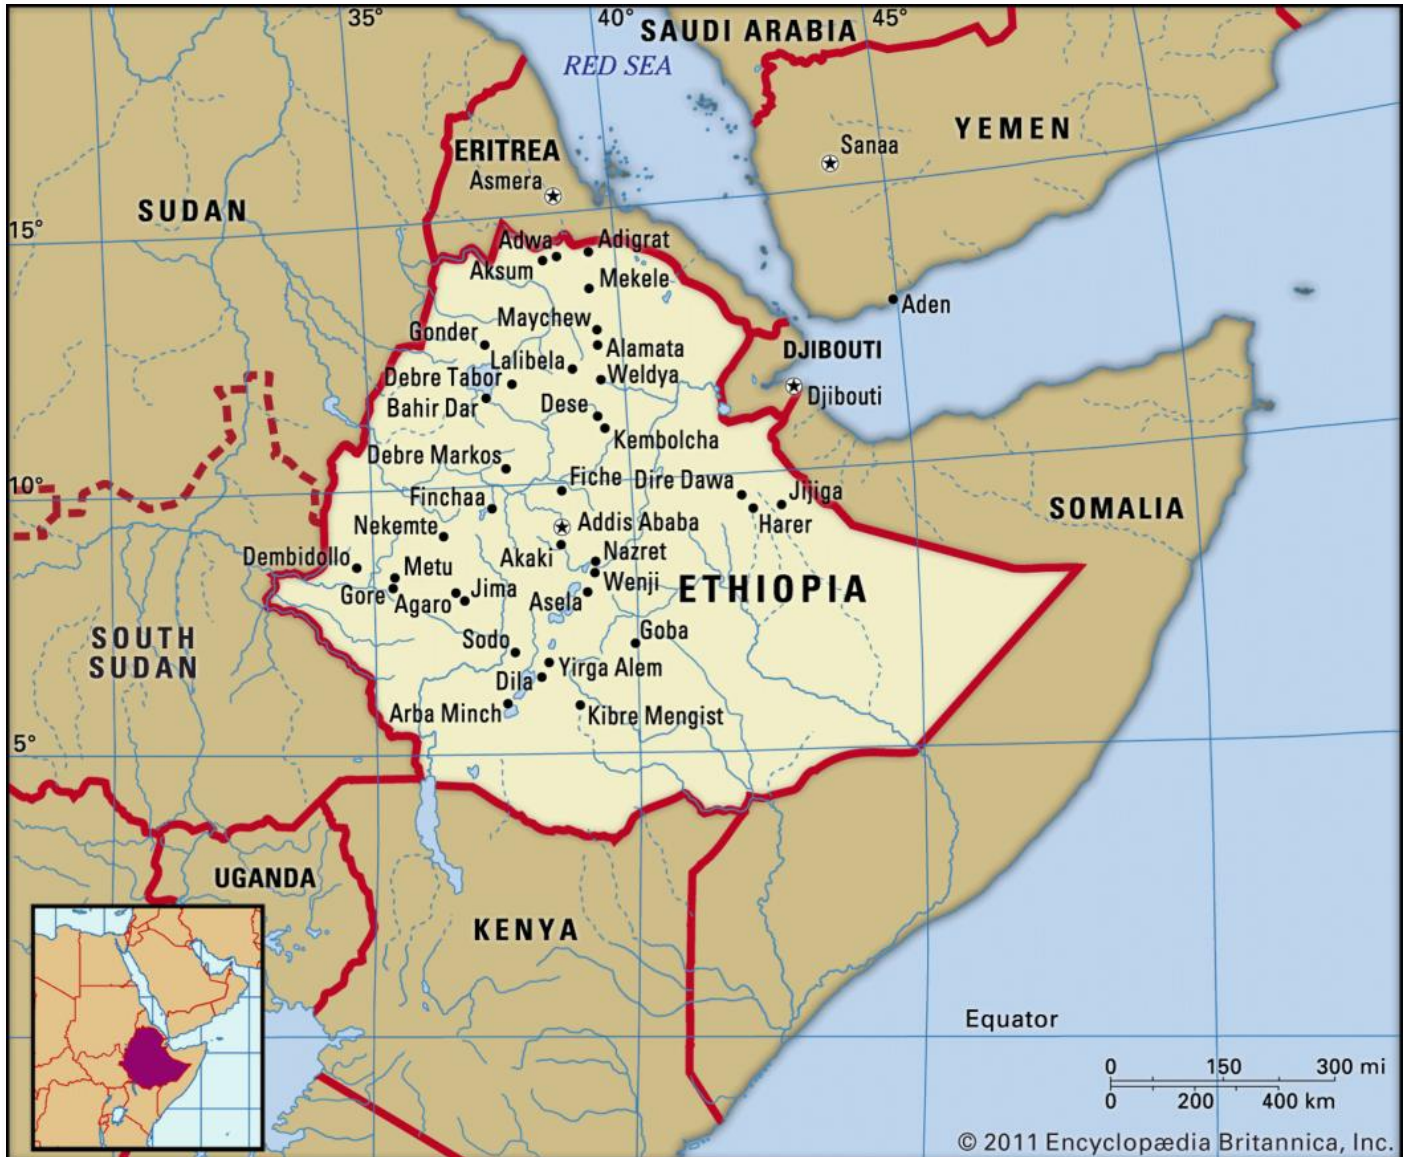 35°
40°
45°
SAUDI ARABIA
RED SEA
YEMEN
Sanaa
ERITREA
Asmera
SUDAN
15°
Adwa
Adigrat
Aksum
Mekele
Aden
Maychew
Gonder
Alamata
DJIBOUTI
Lalibela
Debre Tabor
Weldya
Djibouti
Bahir Dar
Dese
Kembolcha
Debre Markos
Fiche
Dire Dawa
10°
Finchaa
Jijiga
SOMALIA
Nekemte
Addis Ababa
Harer
Dembidollo
Akaki
Nazret
Metu
Wenji
ETHIOPIA
Gore
Agaro
Jima
Asela
SOUTH
SUDAN
Sodo
Goba
Yirga Alem
Dila
Arba Minch
Kibre Mengist
5°
UGANDA
KENYA
Equator
0 150 300 mi
0 200 400 km
© 2011 Encyclopædia Britannica, Inc.